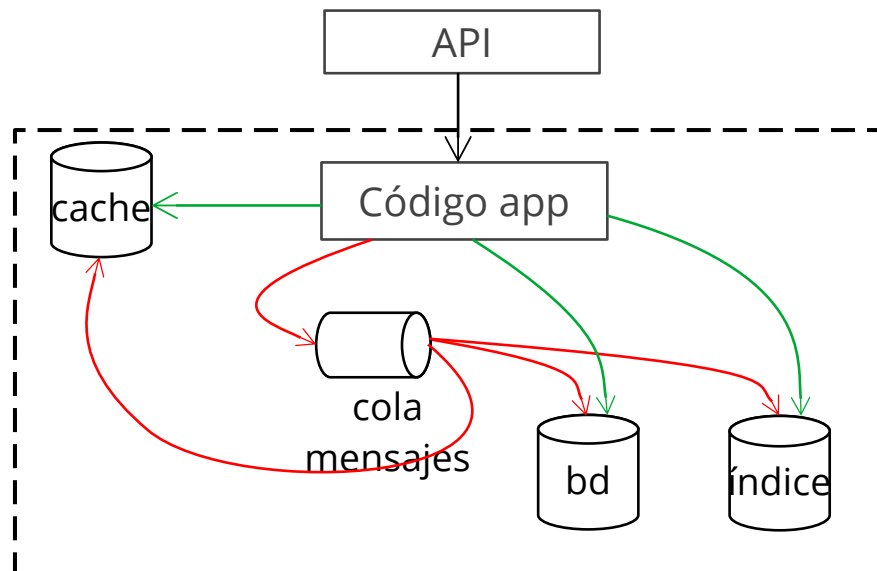 API
cache
Código app
cola
mensajes
bd
índice